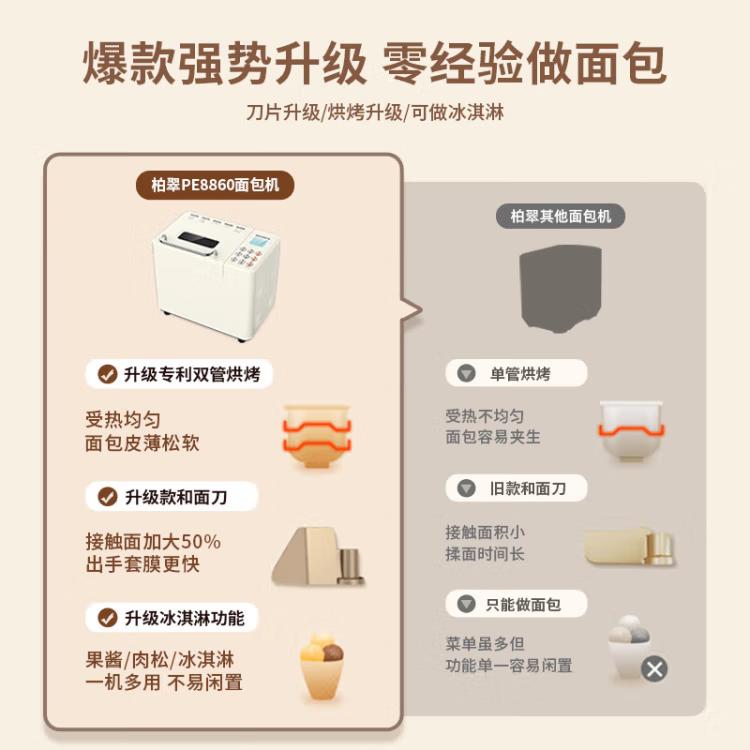 爆款强势升级 零经验做面包
刀片升级/烘烤升级/可做冰淇淋
柏翠PE8860面包机
升级专利双管烘烤
受热均匀
面包皮薄松软
升级款和面刀
接触面加大50%
出手套膜更快
升级冰淇淋功能
果酱/肉松/冰淇淋
一机多用 不易闲置
柏翠其他面包机
单管烘烤
受热不均匀
面包容易夹生
旧款和面刀
接触面积小
揉面时间长
只能做面包
菜单虽多但
功能单一容易闲置